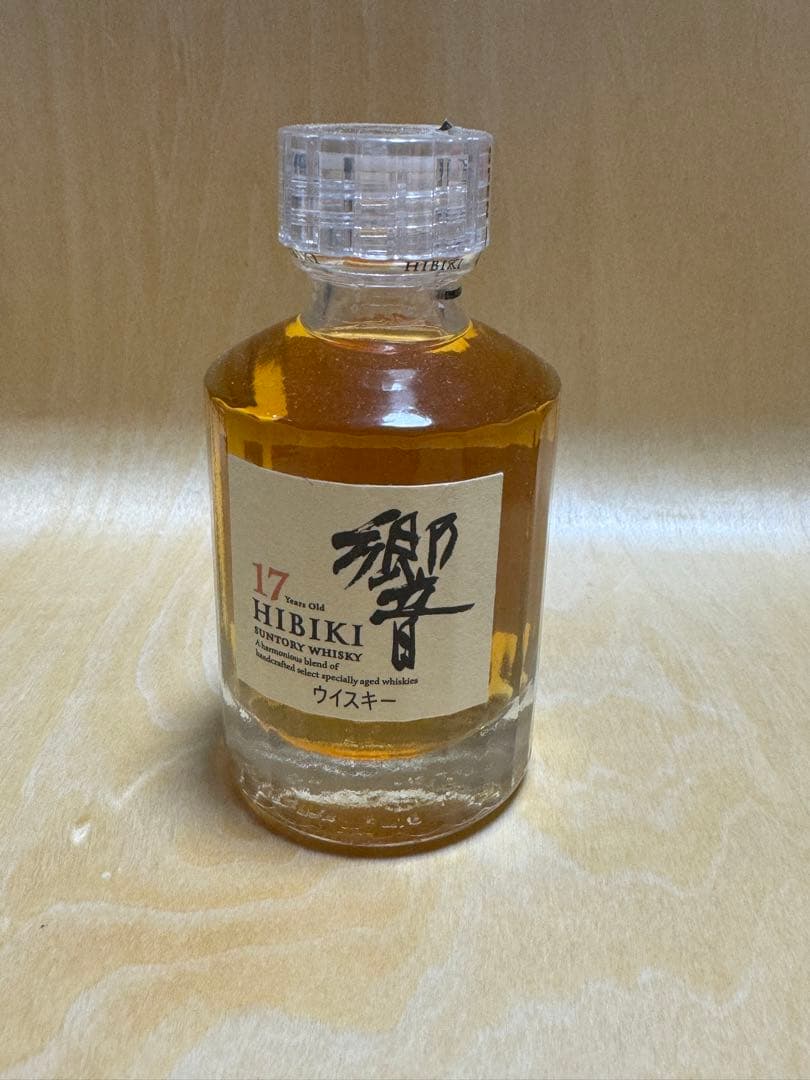 HIBIKI
響
17 Years Old
HIBIKI
SUNTORY WHISKY
A harmonious blend of
handcrafted select specially aged whiskies
ウイスキー